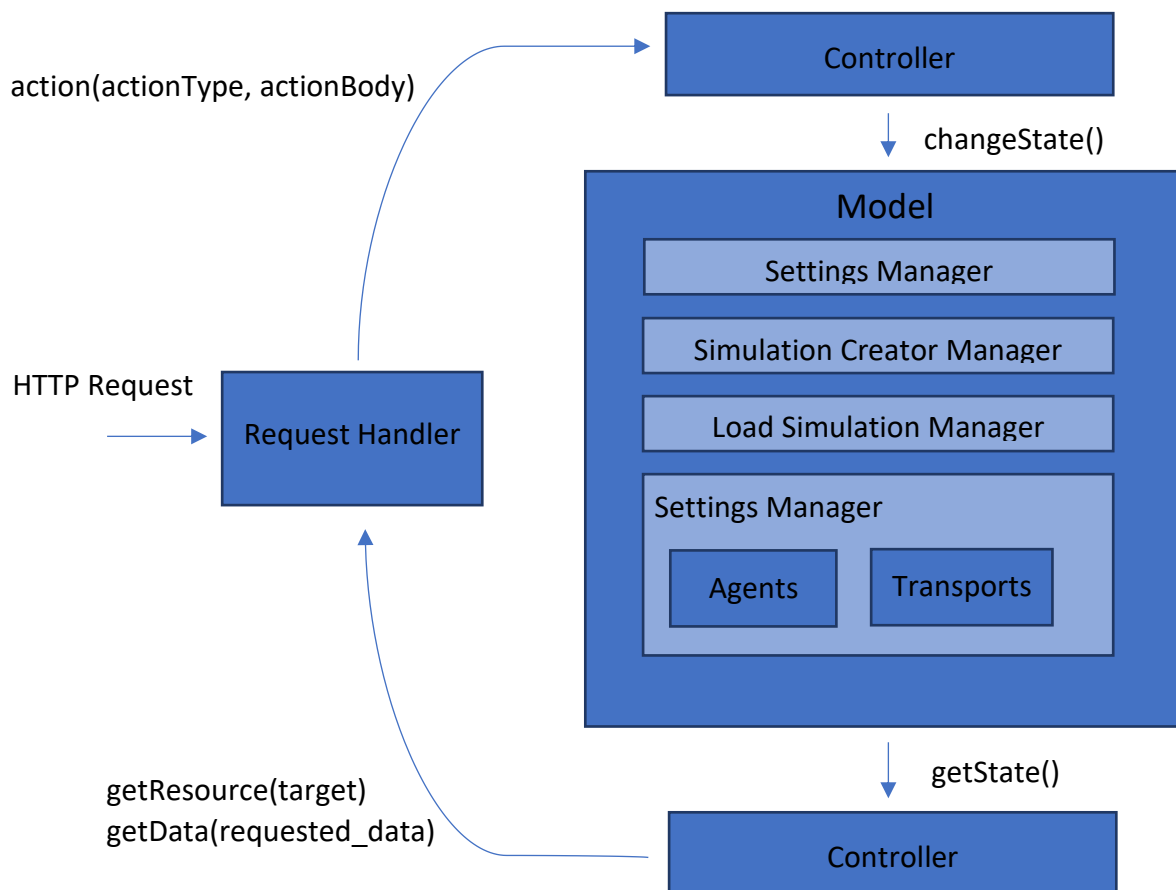 Controller
action(actionType, actionBody)
changeState()
Model
Settings Manager
Simulation Creator Manager
HTTP Request
Load Simulation Manager
Request Handler
Settings Manager
Agents
Transports
getState()
getResource(target)
getData(requested_data)
Controller